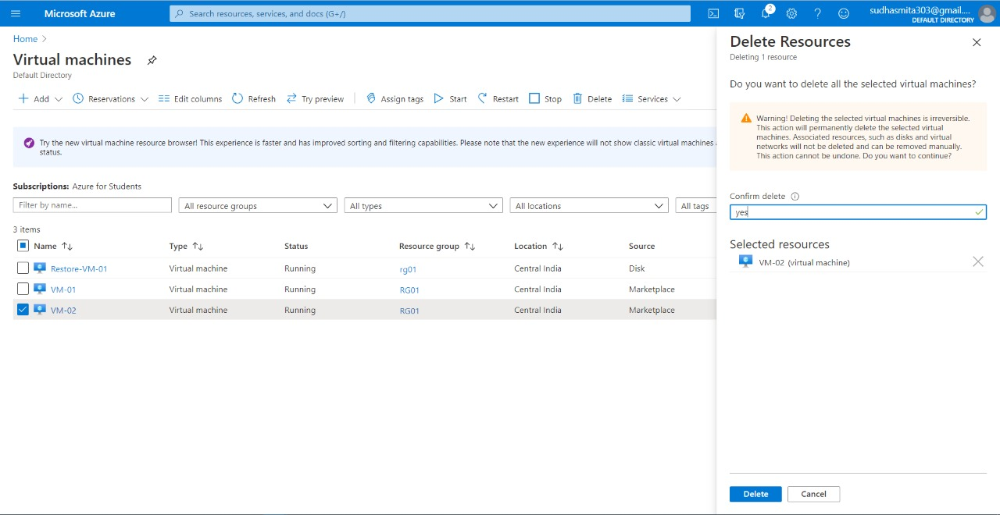 Microsoft Azure
Search resources, services, and docs (G+/)
2
sudhasmita303@gmail....
DEFAULT DIRECTORY
Home
Virtual machines
Default Directory
Add
Reservations
Edit columns
Refresh
Try preview
Assign tags
Start
Restart
Stop
Delete
Services
Try the new virtual machine resource browser! This experience is faster and has improved sorting and filtering capabilities. Please note that the new experience will not show classic virtual machines
status.
Subscriptions: Azure for Students
Filter by name...
All resource groups
All types
All locations
All tags
3 items
Name Type Status Resource group Location Source
Restore-VM-01 Virtual machine Running rg01 Central India Disk
VM-01 Virtual machine Running RG01 Central India Marketplace
VM-02 Virtual machine Running RG01 Central India Marketplace
Delete Resources
Deleting 1 resource
Do you want to delete all the selected virtual machines?
Warning! Deleting the selected virtual machines is irreversible.
This action will permanently delete the selected virtual
machines. Associated resources, such as disks and virtual
networks will not be deleted and can be removed manually.
This action cannot be undone. Do you want to continue?
Confirm delete
yes
Selected resources
VM-02 (virtual machine)
Delete
Cancel